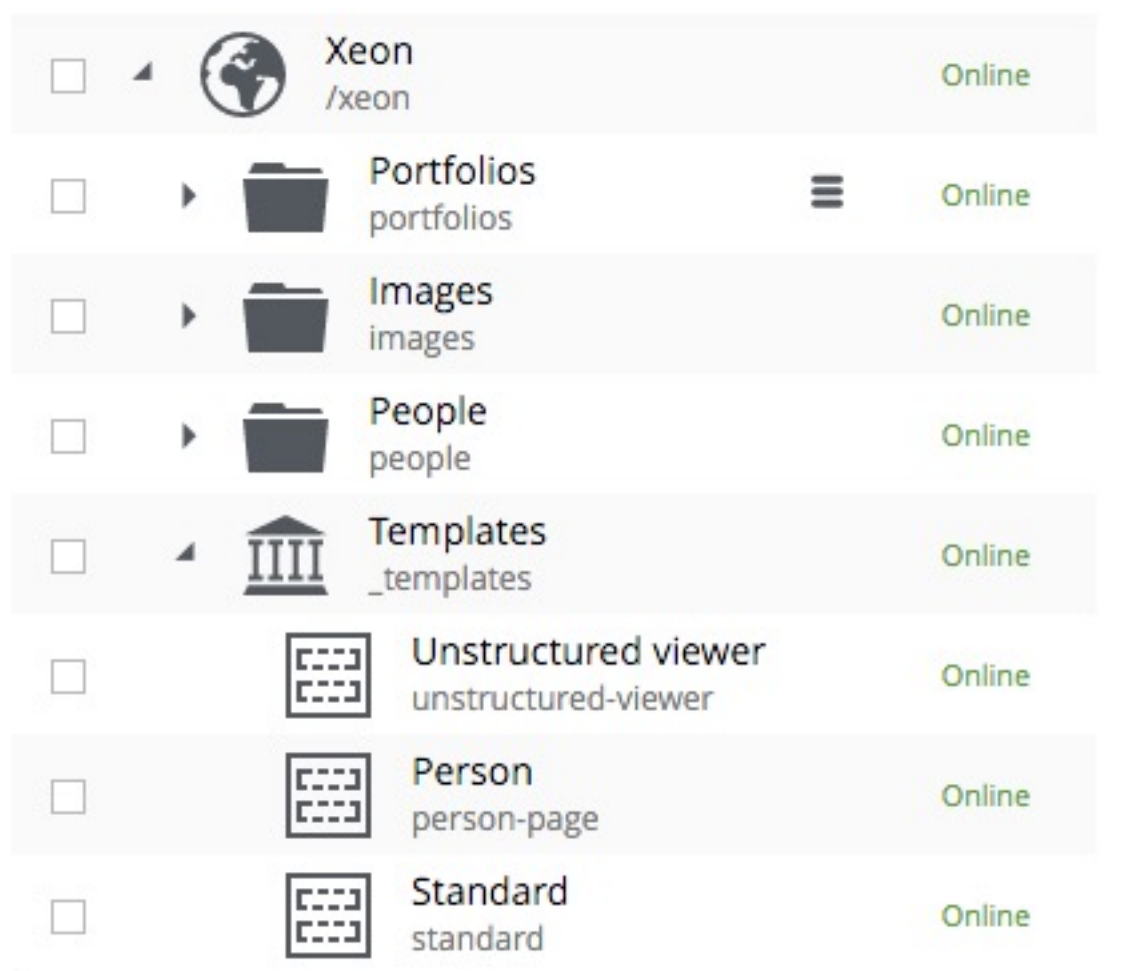 Xeon
/xeon
Online
Portfolios
portfolios
Online
Images
images
Online
People
people
Online
Templates
_templates
Online
Unstructured viewer
unstructured-viewer
Online
Person
person-page
Online
Standard
standard
Online